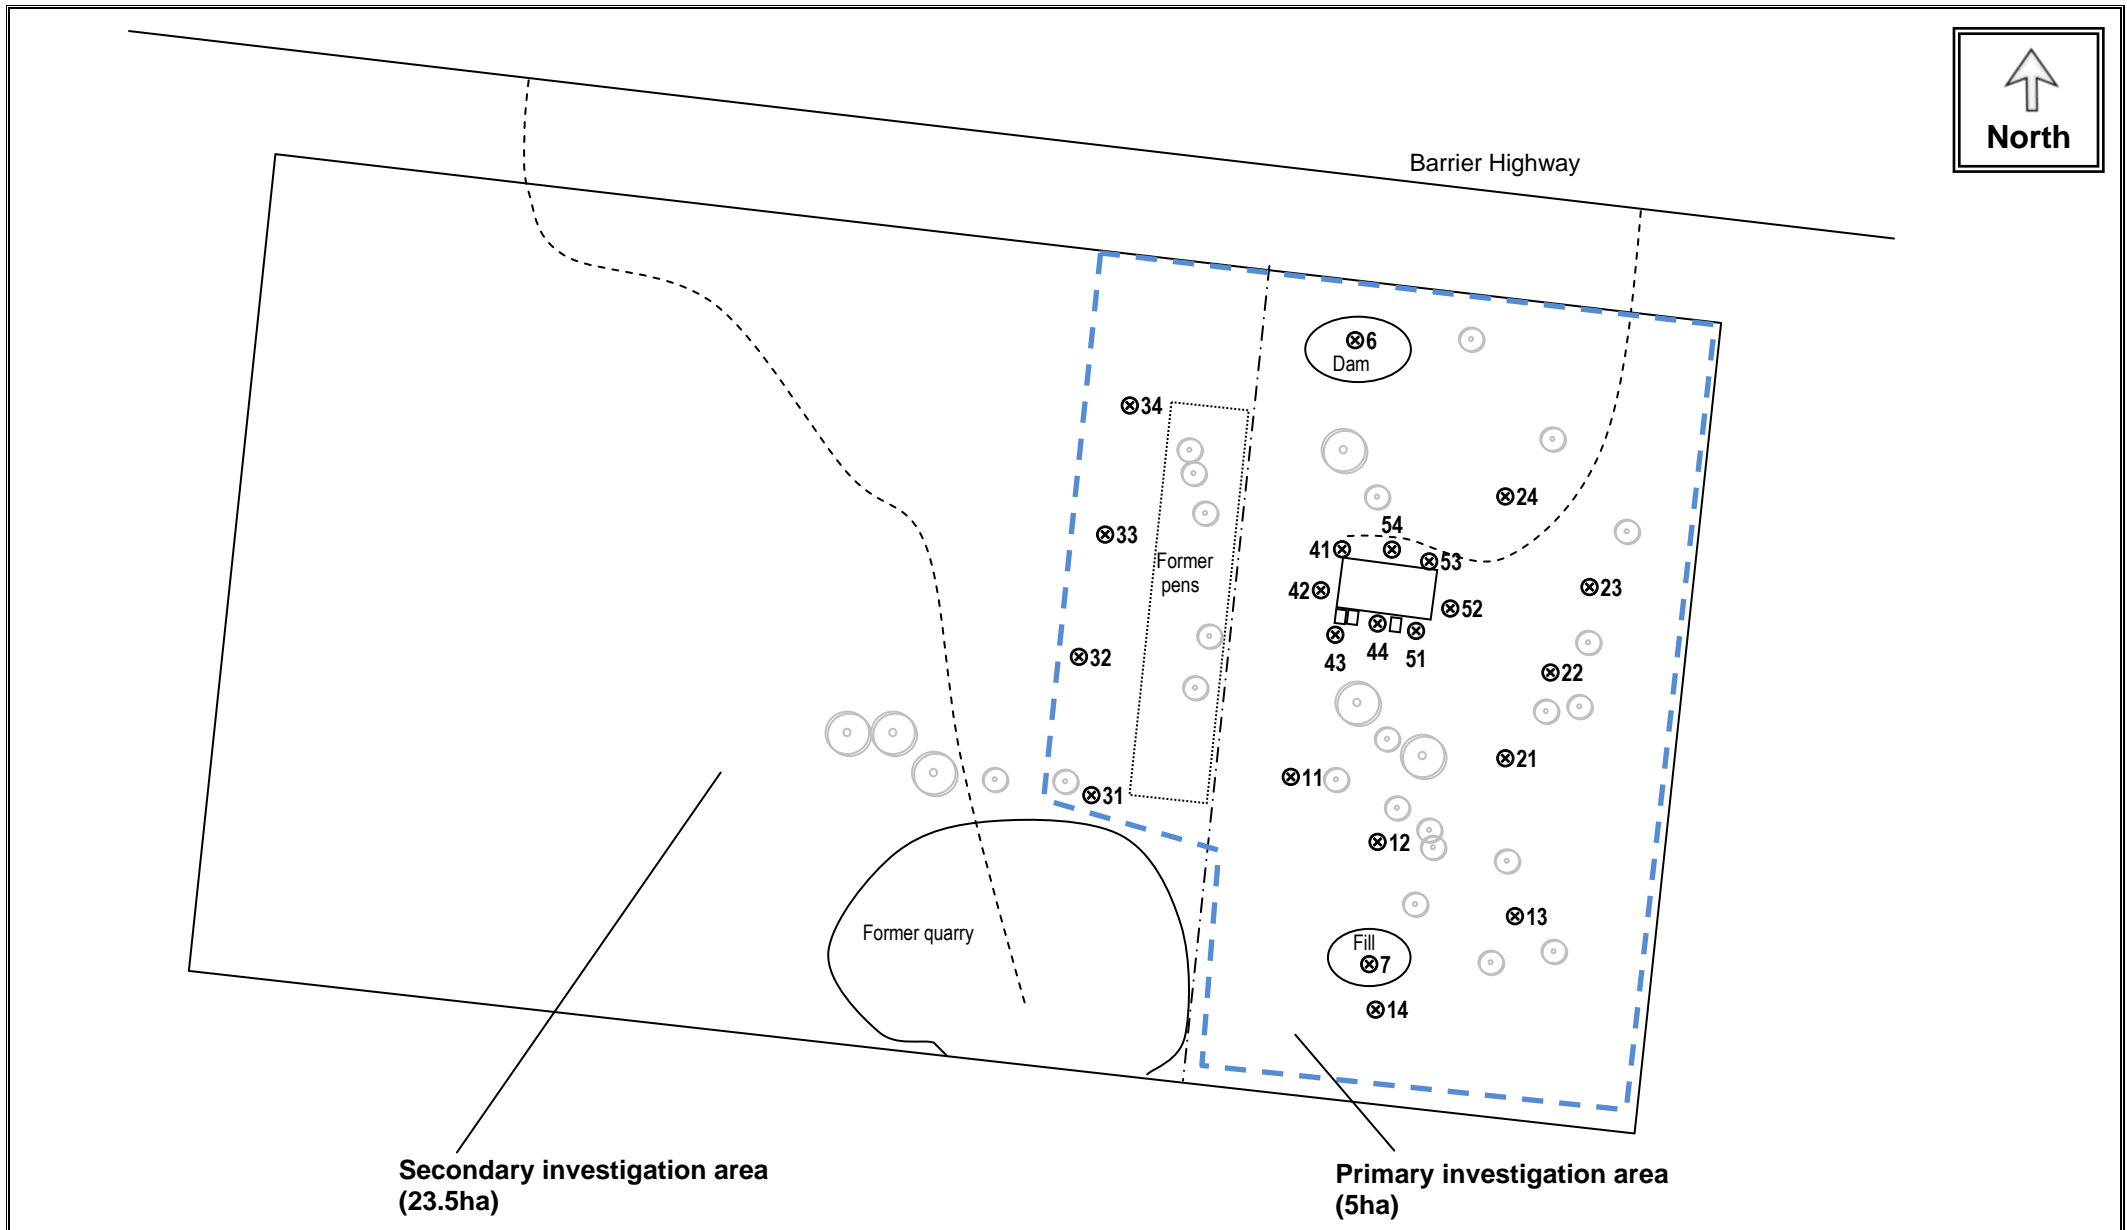 North
Barrier Highway
6
Dam
34
24
54
41
53
33
Former
pens
42
23
52
43
44
51
32
22
21
11
31
12
13
Former quarry
Fill
7
14
Secondary investigation area
(23.5ha)
Primary investigation area
(5ha)